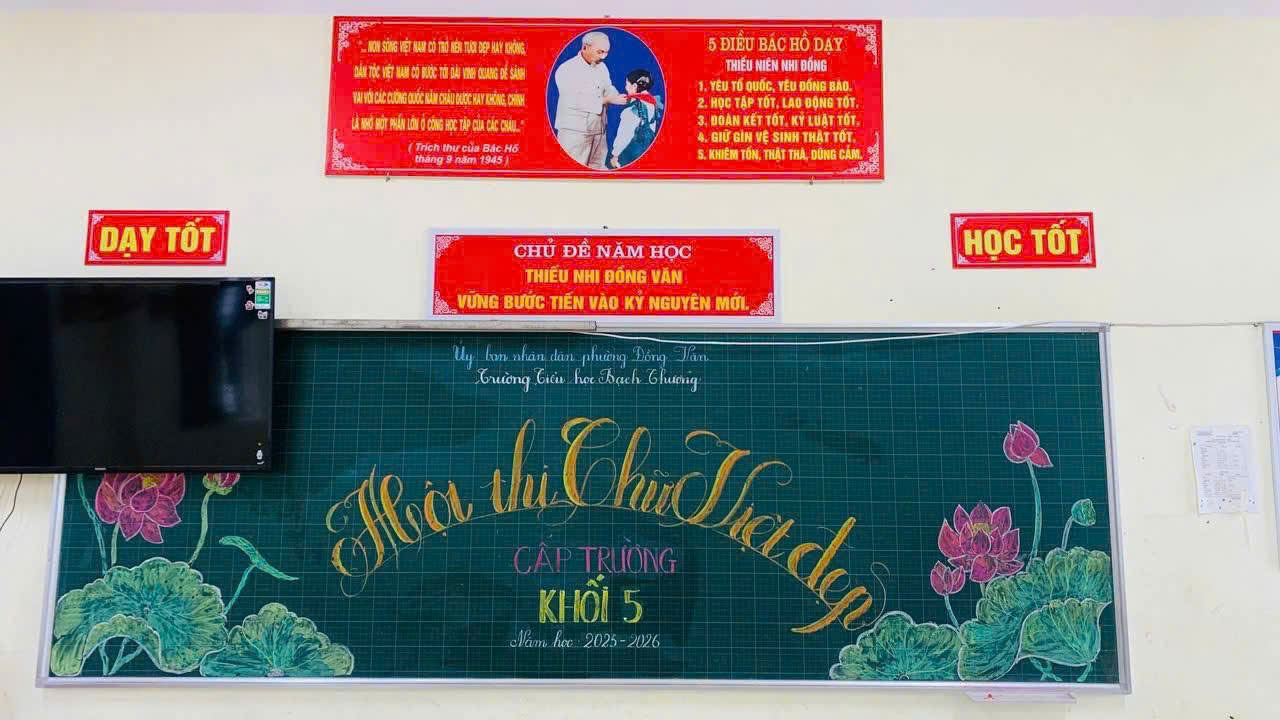 "... NON SÔNG VIỆT NAM CÓ TRỞ NÊN TƯƠI ĐẸP HAY KHÔNG,
DÂN TỘC VIỆT NAM CÓ BƯỚC TỚI ĐÀI VINH QUANG ĐỂ SÁNH
VAI VỚI CÁC CƯỜNG QUỐC NĂM CHÂU ĐƯỢC HAY KHÔNG, CHÍNH
LÀ NHỜ MỘT PHẦN LỚN Ở CÔNG HỌC TẬP CỦA CÁC CHÁU..."
( Trích thư của Bác Hồ
tháng 9 năm 1945 )
5 ĐIỀU BÁC HỒ DẠY
THIẾU NIÊN NHI ĐỒNG
1. YÊU TỔ QUỐC, YÊU ĐỒNG BÀO.
2. HỌC TẬP TỐT, LAO ĐỘNG TỐT.
3. ĐOÀN KẾT TỐT, KỶ LUẬT TỐT.
4. GIỮ GÌN VỆ SINH THẬT TỐT.
5. KHIÊM TỐN, THẬT THÀ, DŨNG CẢM.
DẠY TỐT
CHỦ ĐỀ NĂM HỌC
THIẾU NHI ĐỒNG VĂN
VỮNG BƯỚC TIẾN VÀO KỶ NGUYÊN MỚI.
HỌC TỐT
Ủy ban nhân dân phường Đồng Văn
Trường Tiểu học Bạch Thượng
Hội thi Chữ Việt đẹp
CẤP TRƯỜNG
KHỐI 5
Năm học 2025-2026